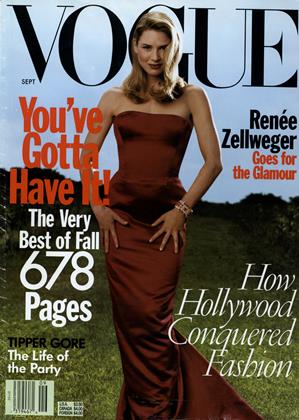 VOGUE
SEPT
You've
Gotta
Have It!
The Very
Best of Fall
678
Pages
TIPPER GORE
The Life of
the Party
Renée
Zellweger
Goes for
the Glamour
How
Hollywood
Conquered
Fashion